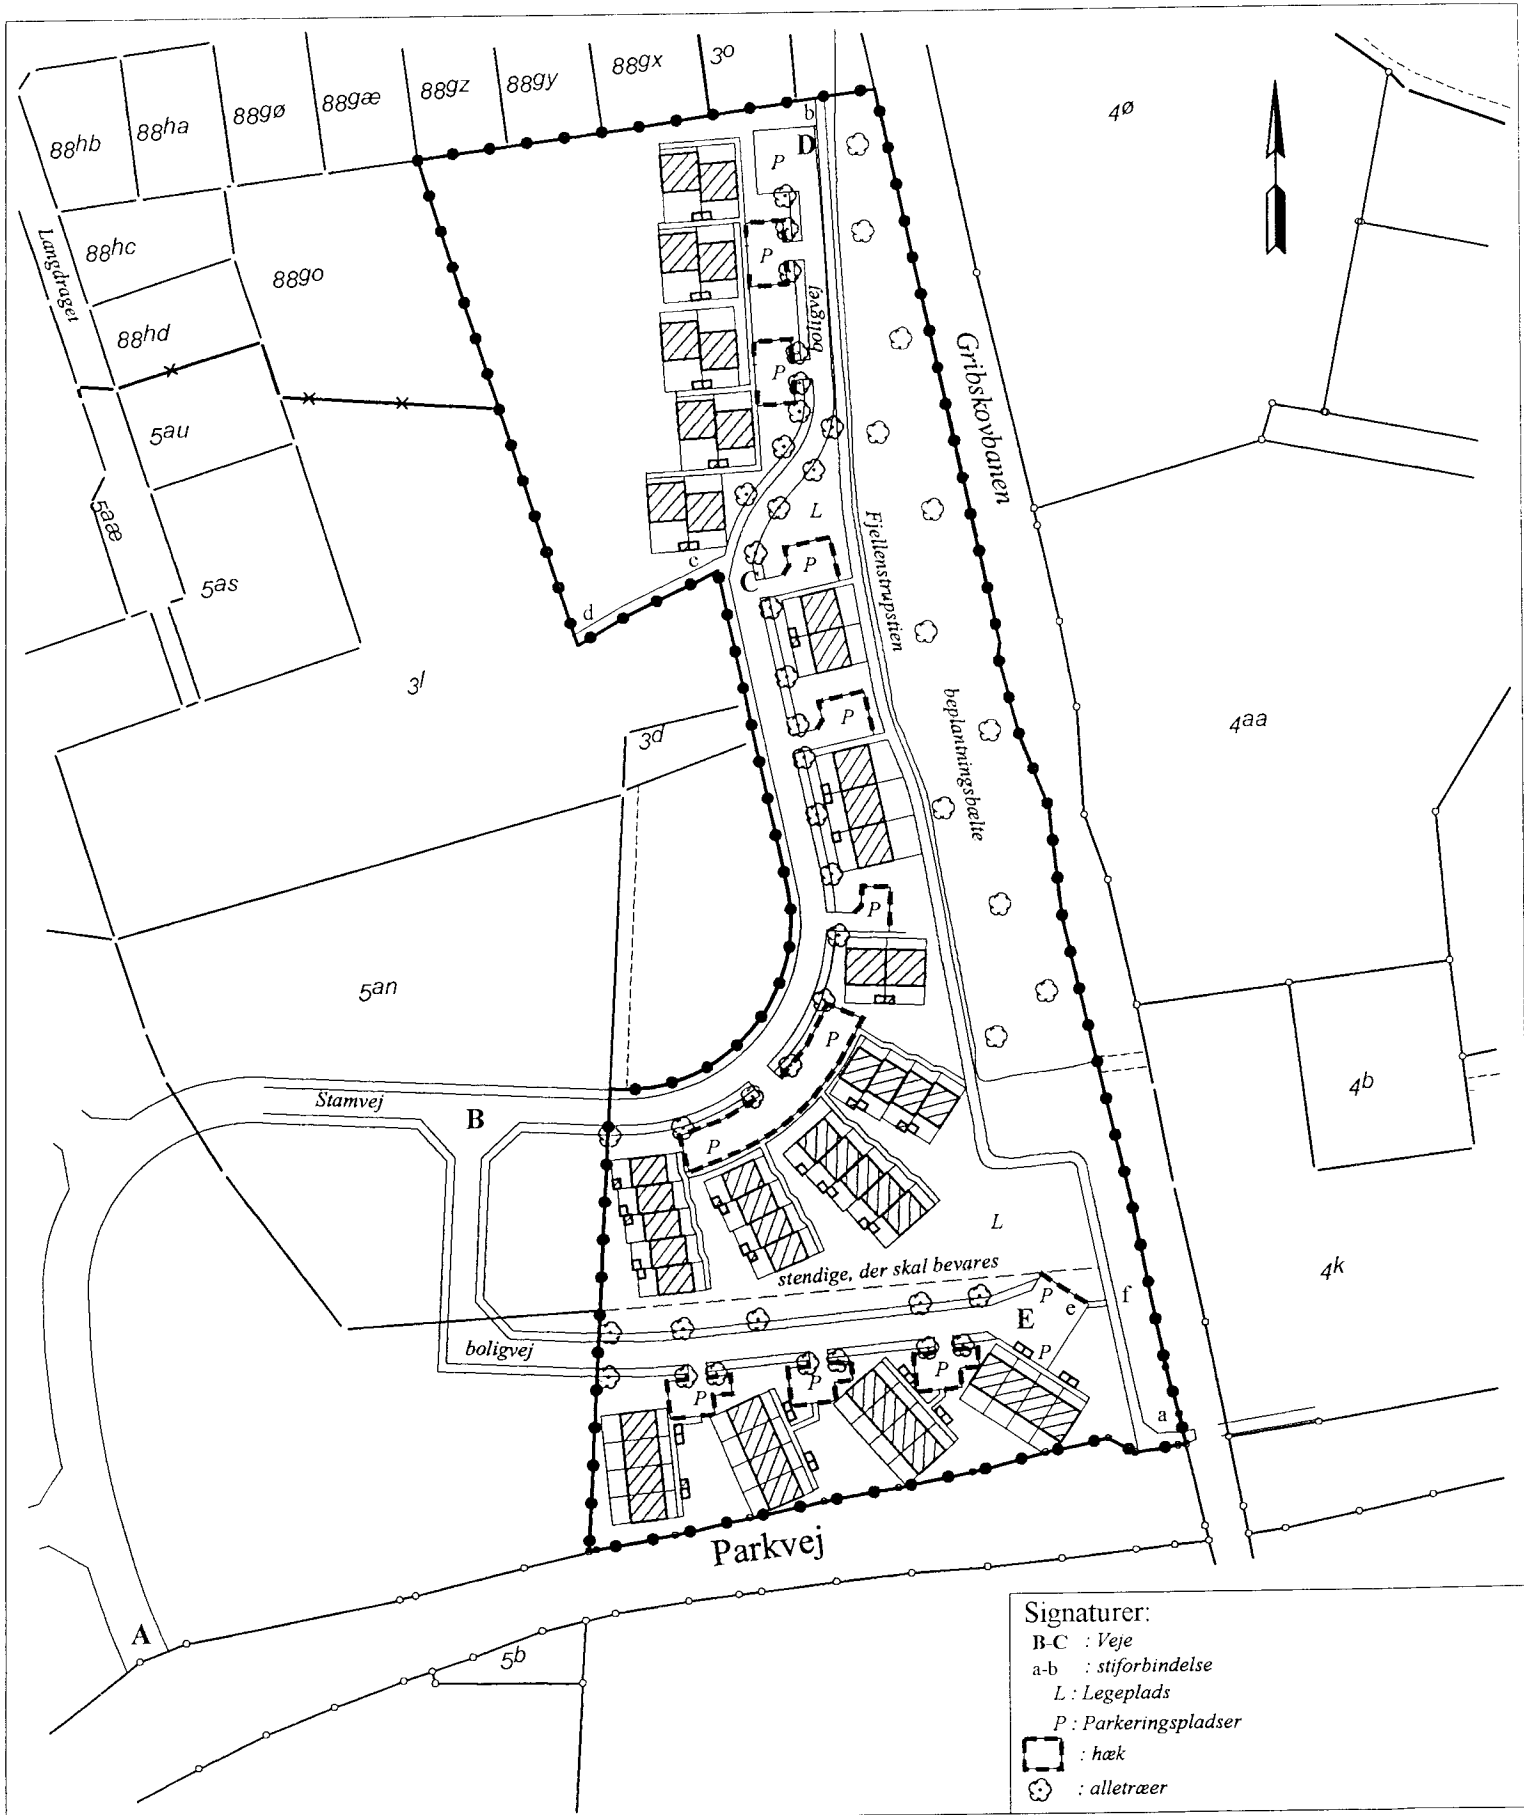 88hb
88ha
88gø
88gæ
88gz
88gy
88gx
3o
4ø
b
D
P
88hc
Langdraget
88go
88hd
P
boligvej
P
Gribskovbanen
5au
5aæ
L
Fjellenstrupstien
5as
c
C
P
d
3l
3d
P
beplantningsbælte
4aa
5an
P
P
Stamvej
B
P
4b
L
stendige, der skal bevares
4k
P
e
f
E
boligvej
P
P
P
P
a
Parkvej
A
5b
Signaturer:
B-C : Veje
a-b : stiforbindelse
L : Legeplads
P : Parkeringspladser
: hæk
: alletræer